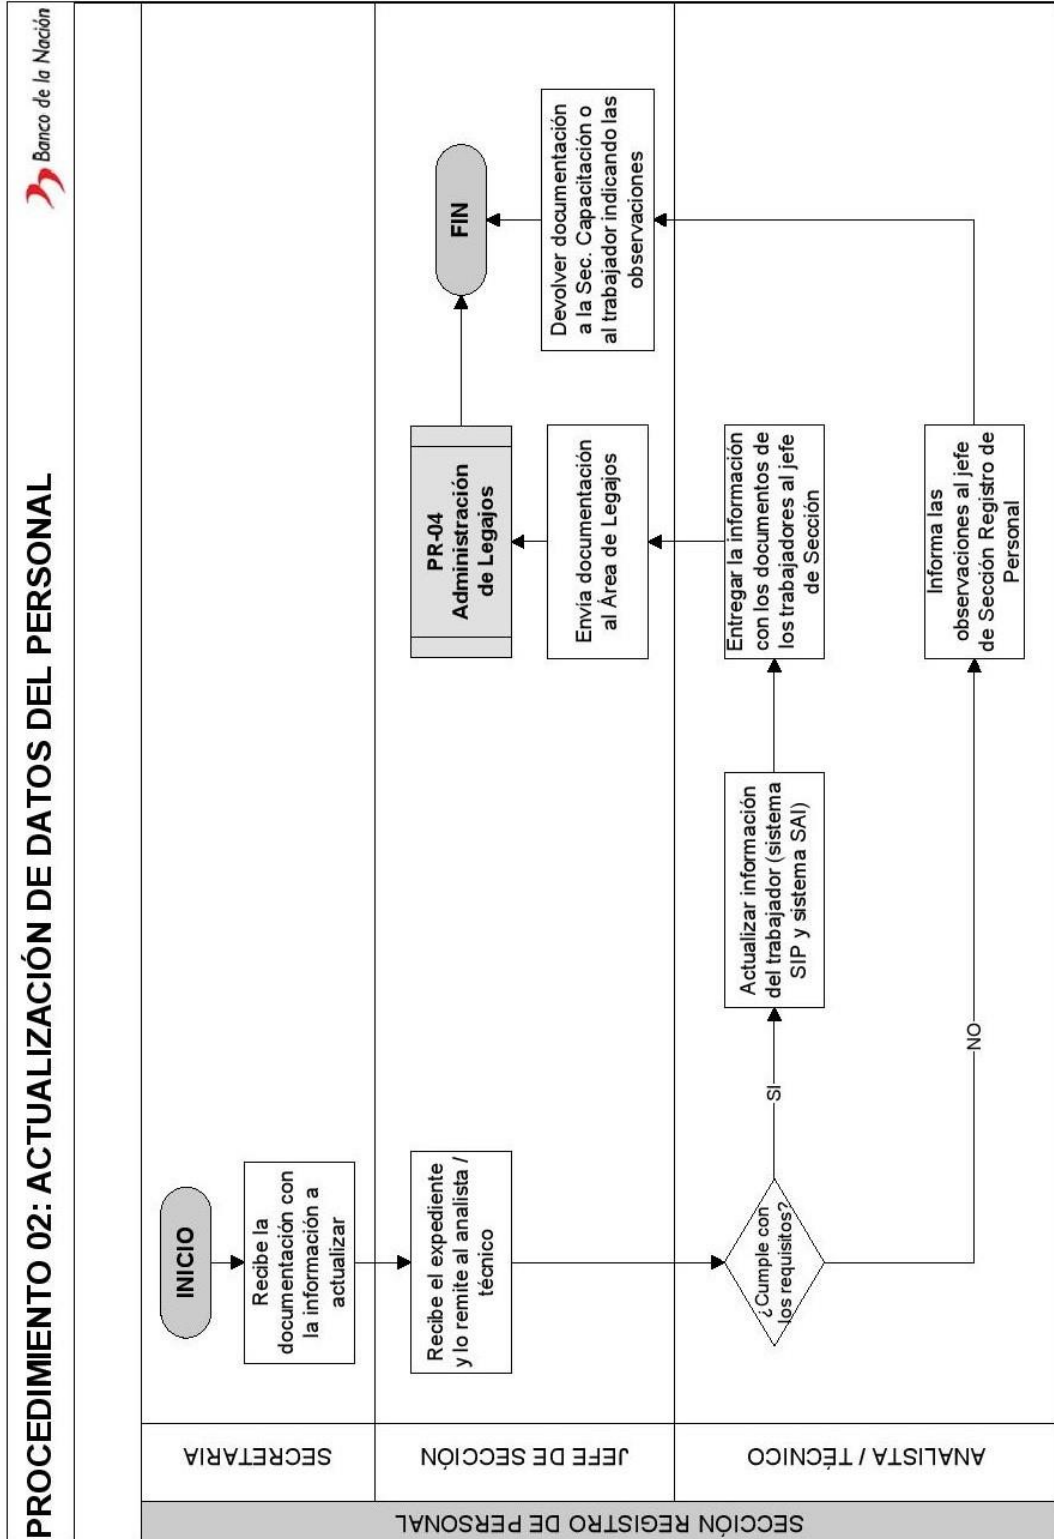 PROCEDIMIENTO 02: ACTUALIZACIÓN DE DATOS DEL PERSONAL
Banco de la Nación
SECCIÓN REGISTRO DE PERSONAL
SECRETARIA
INICIO
Recibe la
documentación con
la información a
actualizar
JEFE DE SECCIÓN
Recibe el expediente
y lo remite al analista /
técnico
PR-04
Administración
de Legajos
FIN
Envía documentación
al Área de Legajos
Devolver documentación
a la Sec. Capacitación o
al trabajador indicando las
observaciones
ANALISTA / TÉCNICO
¿Cumple con
los requisitos?
SI
Actualizar información
del trabajador (sistema
SIP y sistema SAI)
Entregar la información
con los documentos de
los trabajadores al jefe
de Sección
NO
Informa las
observaciones al jefe
de Sección Registro de
Personal